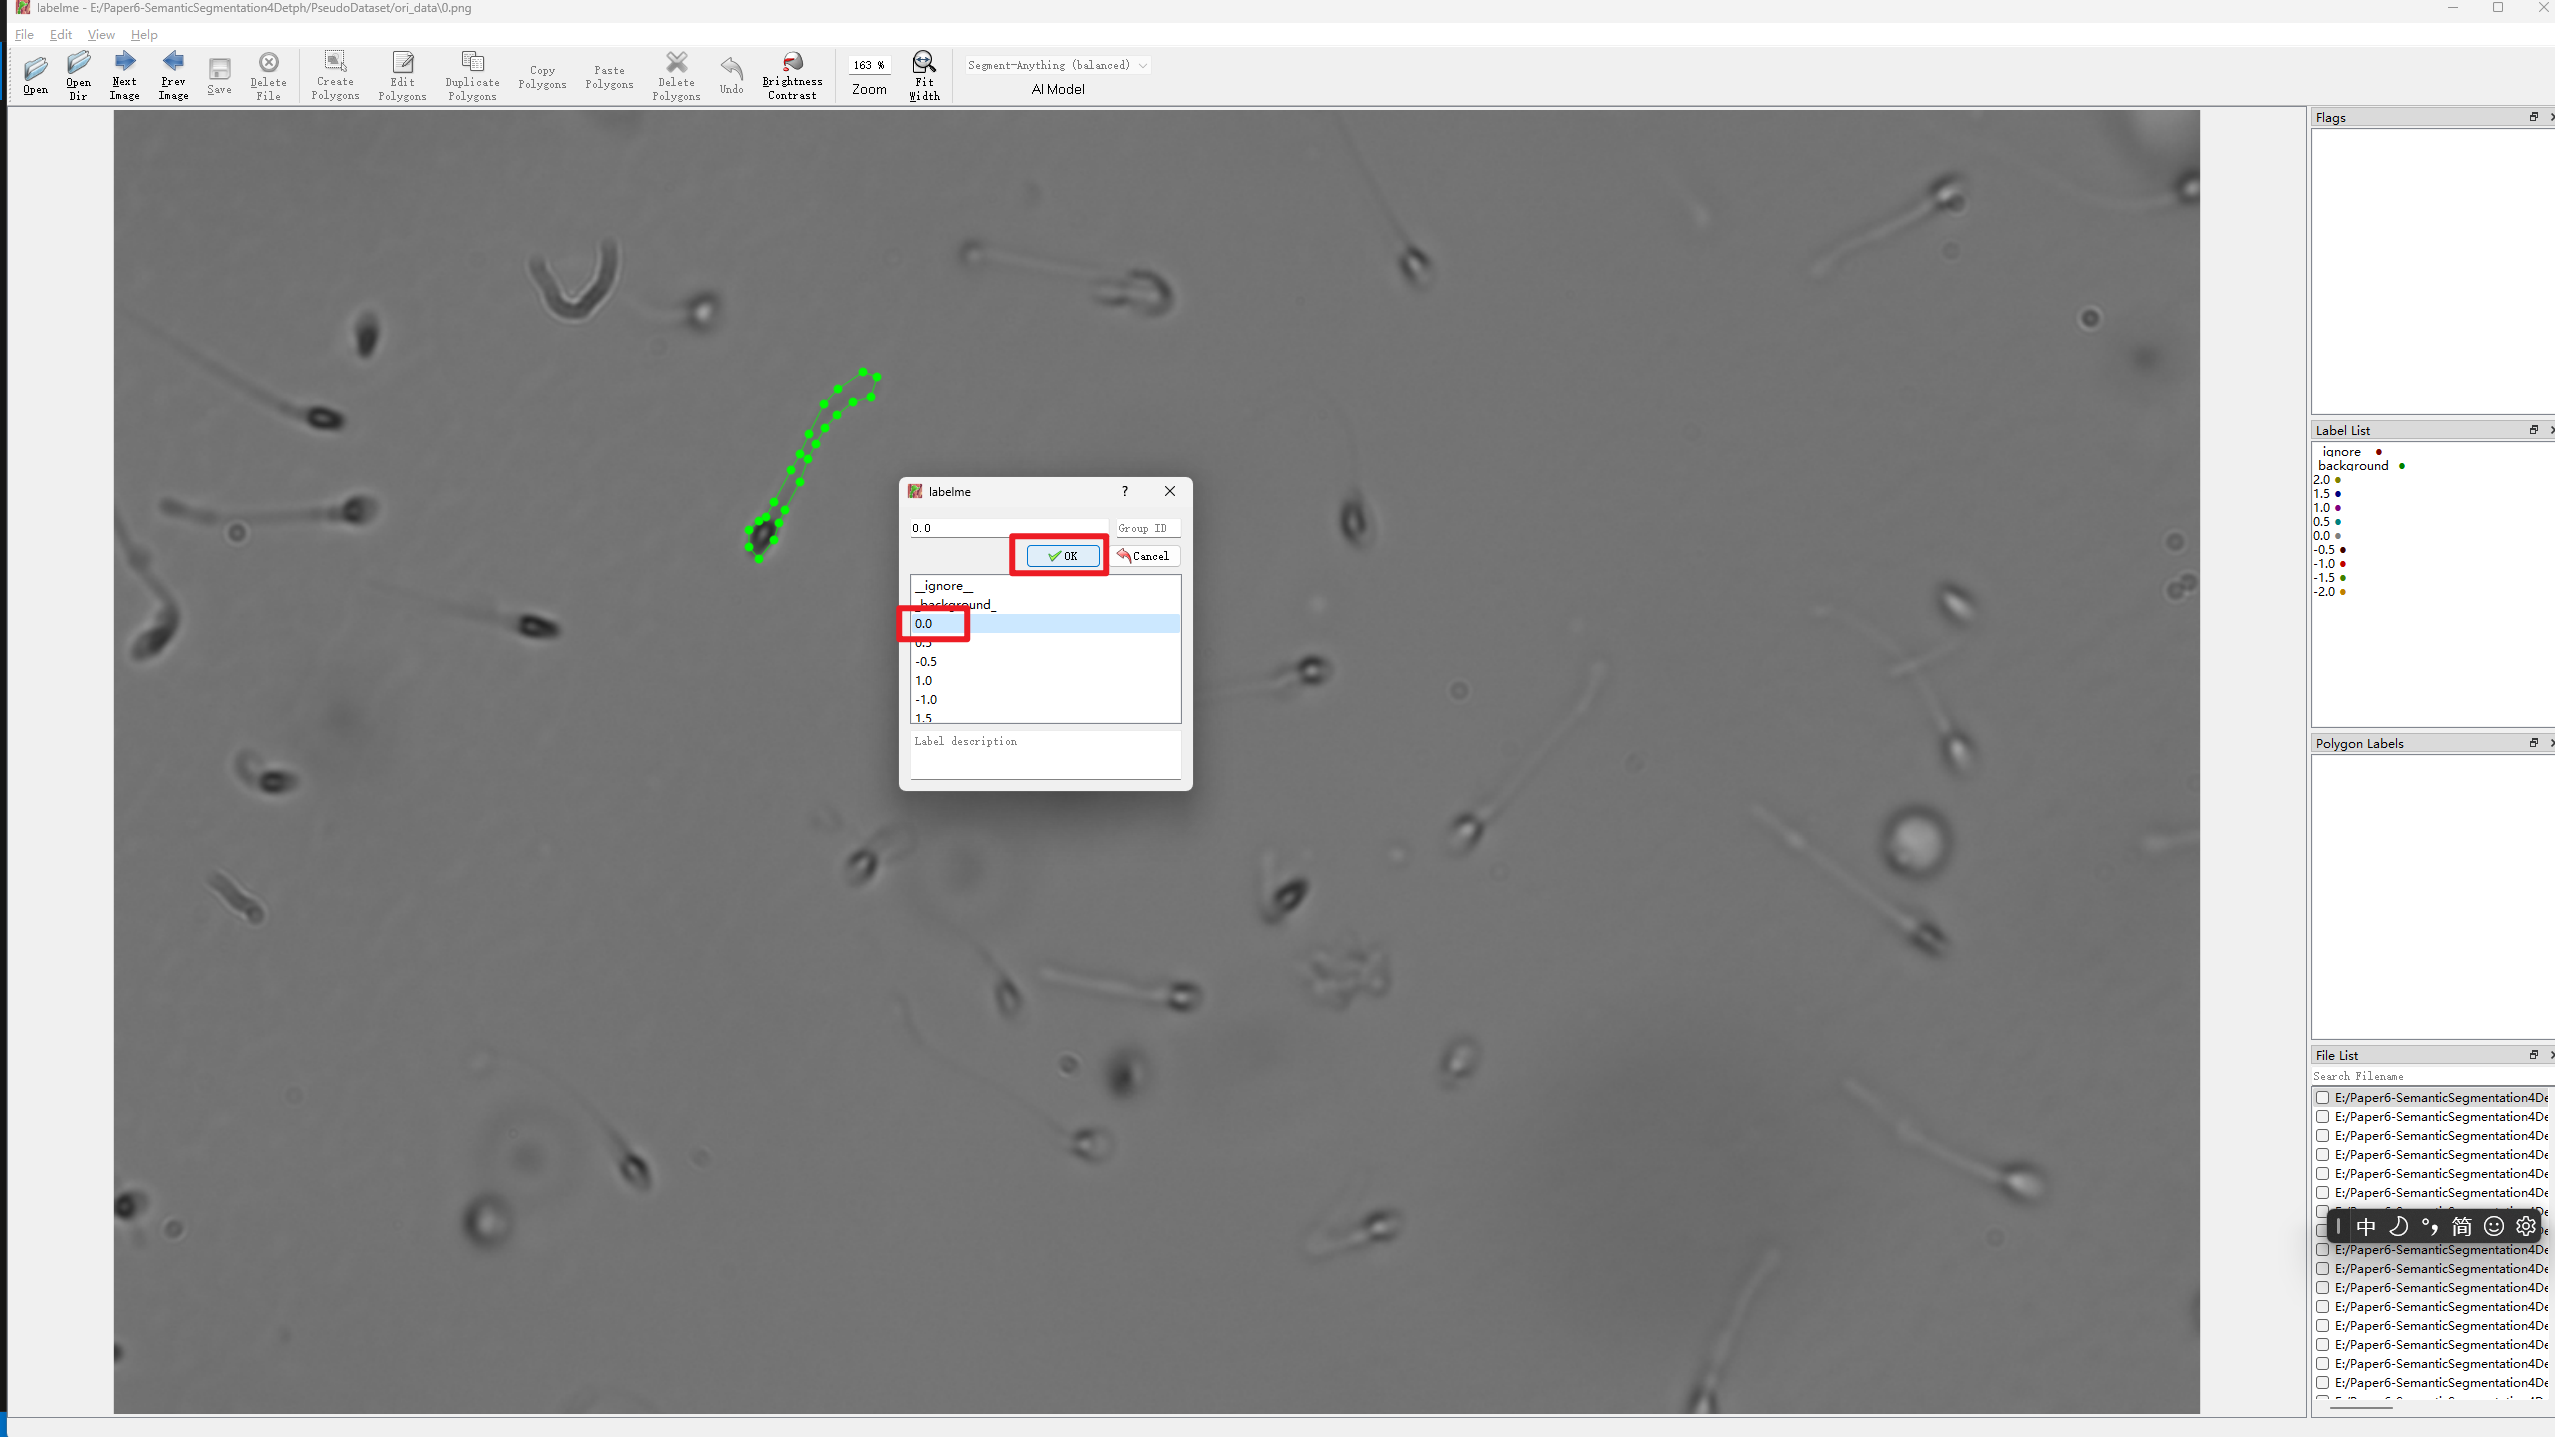 labelme - E:/Paper6-SemanticSegmentation4Detph/PseudoDataset/ori_data\0.png
File Edit View Help
Open
Open Dir
Next Image
Prev Image
Save
Delete File
Create Polygons
Edit Polygons
Duplicate Polygons
Copy Polygons
Paste Polygons
Delete Polygons
Undo
Brightness Contrast
163 %
Zoom
Fit Width
Segment-Anything (balanced)
AI Model
Flags
Label List
__ignore__
_background_
2.0
1.5
1.0
0.5
0.0
-0.5
-1.0
-1.5
-2.0
labelme ?
0.0
Group ID
OK
Cancel
__ignore__
_background_
0.0
0.5
-0.5
1.0
-1.0
1.5
Label description
Polygon Labels
File List
Search Filename
E:/Paper6-SemanticSegmentation4De
E:/Paper6-SemanticSegmentation4De
E:/Paper6-SemanticSegmentation4De
E:/Paper6-SemanticSegmentation4De
E:/Paper6-SemanticSegmentation4De
E:/Paper6-SemanticSegmentation4De
中 简
E:/Paper6-SemanticSegmentation4De
E:/Paper6-SemanticSegmentation4De
E:/Paper6-SemanticSegmentation4De
E:/Paper6-SemanticSegmentation4De
E:/Paper6-SemanticSegmentation4De
E:/Paper6-SemanticSegmentation4De
E:/Paper6-SemanticSegmentation4De
E:/Paper6-SemanticSegmentation4De